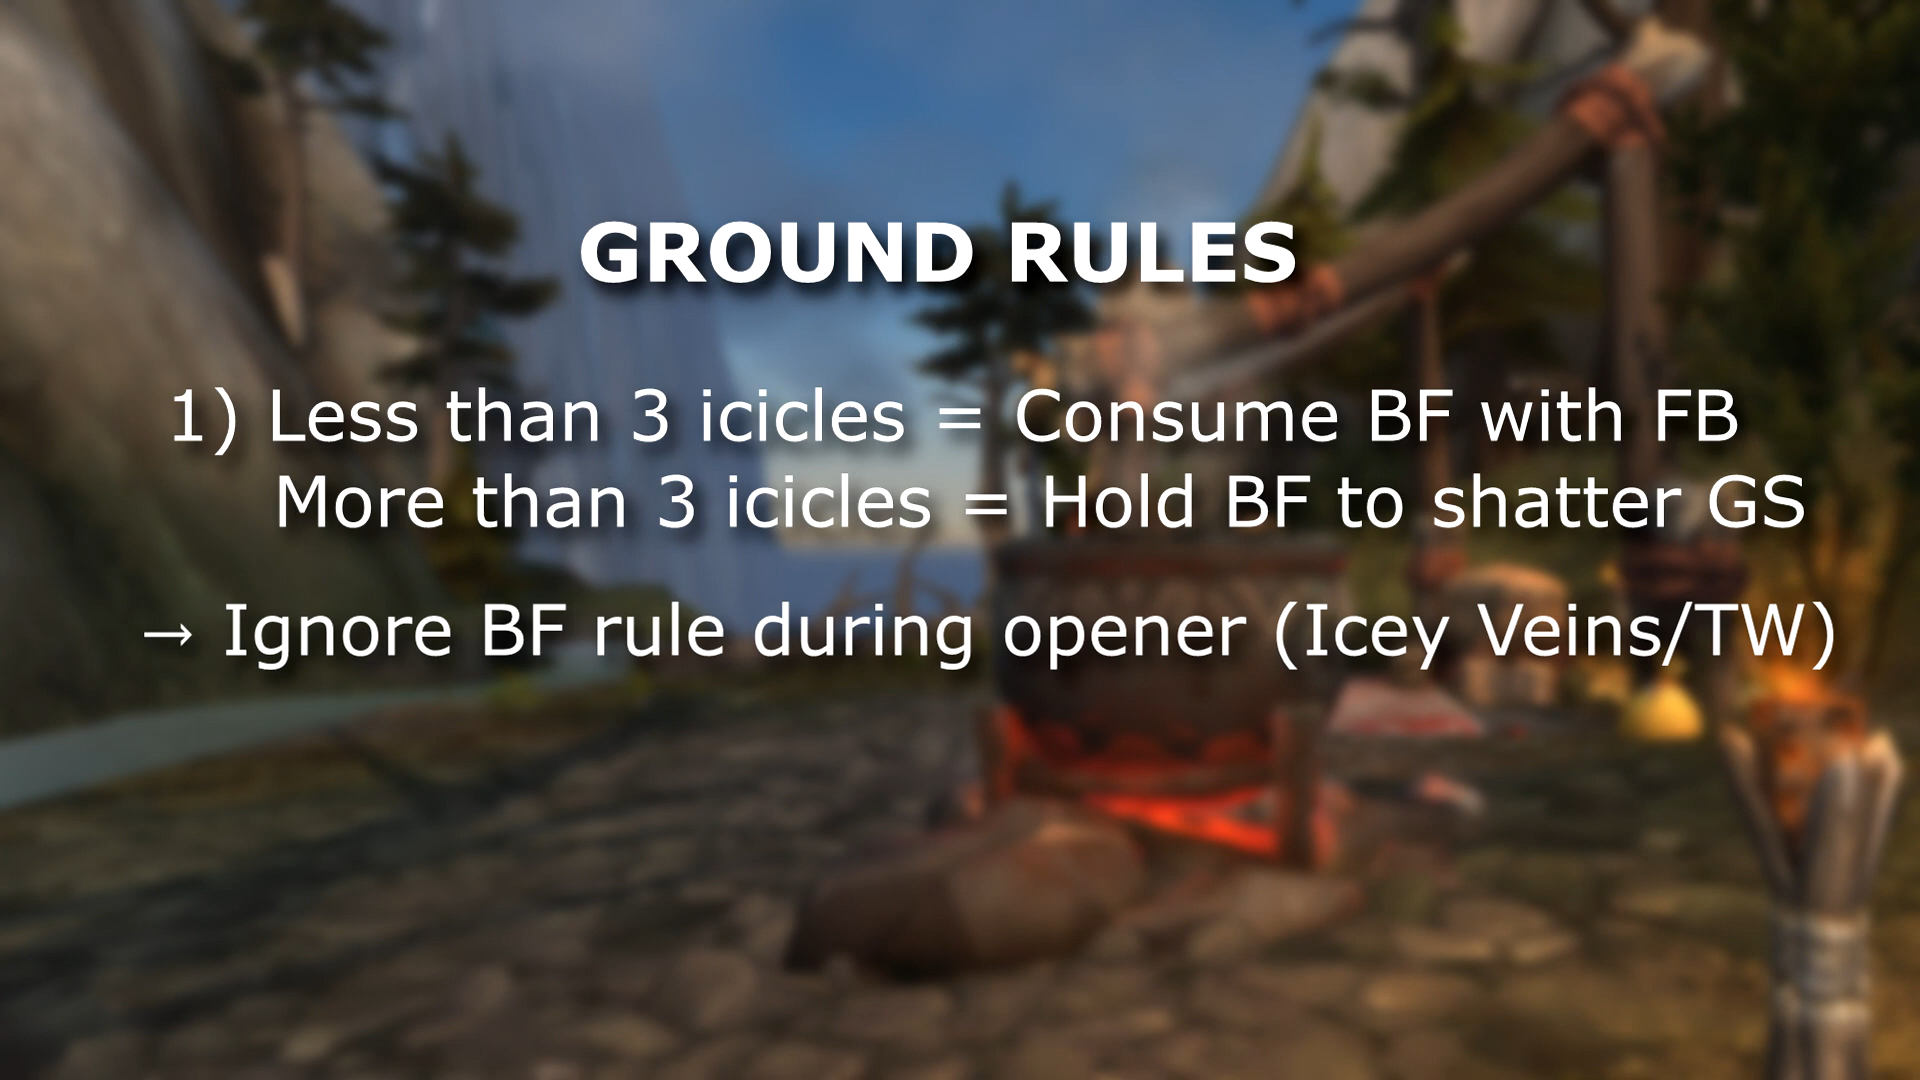 GROUND RULES
1) Less than 3 icicles = Consume BF with FB
More than 3 icicles = Hold BF to shatter GS
→ Ignore BF rule during opener (Icey Veins/TW)